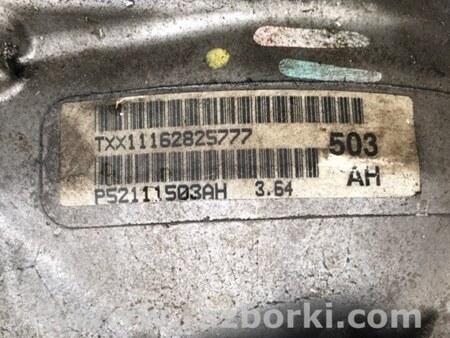 TXX11162825777
503
P52111503AH 3.64
AH
zborki.com